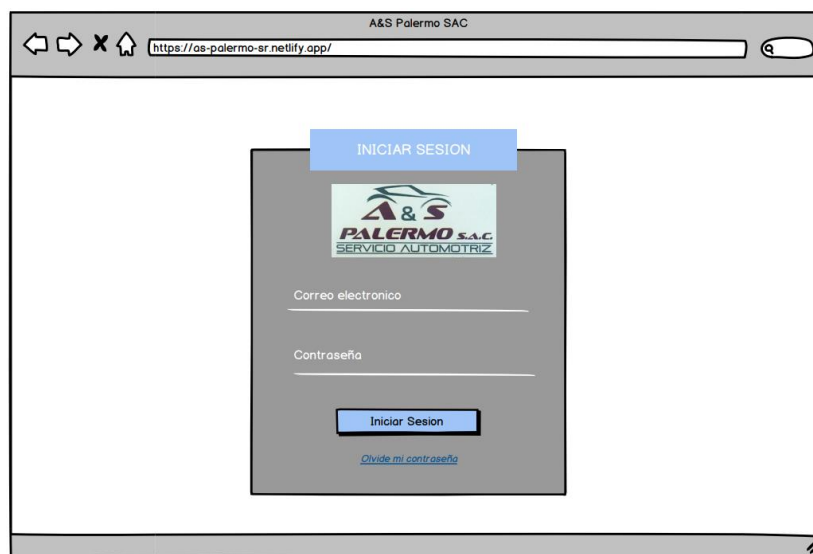 A&S Palermo SAC
https://as-palermo-sr.netlify.app/
INICIAR SESION
A & S
PALERMO S.A.C.
SERVICIO AUTOMOTRIZ
Correo electronico
Contraseña
Iniciar Sesion
Olvide mi contraseña